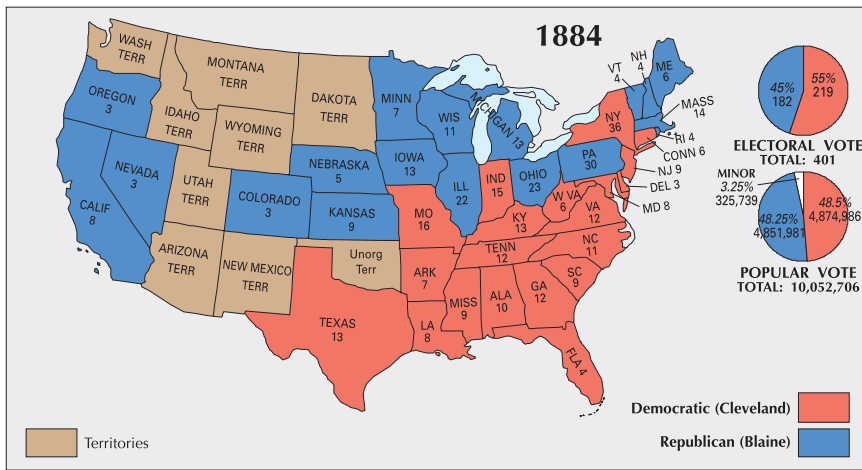 1884
WASH
TERR
MONTANA
TERR
DAKOTA
TERR
MINN
7
OREGON
3
IDAHO
TERR
WYOMING
TERR
WIS
11
MICHIGAN 13
VT
4
NH
4
ME
6
MASS
14
NY
36
RI 4
CONN 6
NJ 9
DEL 3
MD 8
PA
30
NEVADA
3
CALIF
8
UTAH
TERR
COLORADO
3
NEBRASKA
5
KANSAS
9
IOWA
13
ILL
22
IND
15
OHIO
23
W VA
6
VA
12
MO
16
KY
13
ARIZONA
TERR
NEW MEXICO
TERR
Unorg
Terr
TENN
12
NC
11
ARK
7
SC
9
TEXAS
13
LA
8
MISS
9
ALA
10
GA
12
FLA 4
45%
182
55%
219
ELECTORAL VOTE
TOTAL: 401
MINOR
3.25%
325,739
48.5%
4,874,986
48.25%
4,851,981
POPULAR VOTE
TOTAL: 10,052,706
Territories
Democratic (Cleveland)
Republican (Blaine)